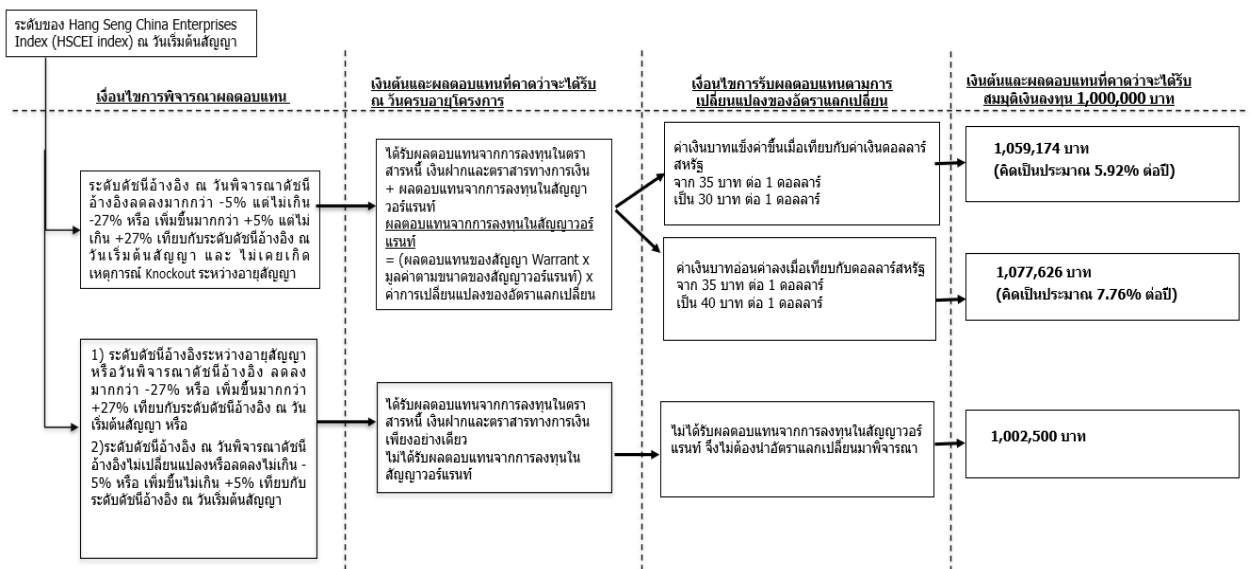 ระดับของ Hang Seng China Enterprises
Index (HSCEI index) ณ วันเริ่มต้นสัญญา
เงื่อนไขการพิจารณาผลตอบแทน
เงินต้นและผลตอบแทนที่คาดว่าจะได้รับ
ณ วันครบอายุโครงการ
เงื่อนไขการรับผลตอบแทนตามการ
เปลี่ยนแปลงของอัตราแลกเปลี่ยน
เงินต้นและผลตอบแทนที่คาดว่าจะได้รับ
สมมุติเงินลงทุน 1,000,000 บาท
ระดับดัชนีอ้างอิง ณ วันพิจารณาดัชนี
อ้างอิงลดลงมากกว่า -5% แต่ไม่เกิน
-27% หรือ เพิ่มขึ้นมากกว่า +5% แต่ไม่
เกิน +27% เทียบกับระดับดัชนีอ้างอิง ณ
วันเริ่มต้นสัญญา และ ไม่เคยเกิด
เหตุการณ์ Knockout ระหว่างอายุสัญญา
ได้รับผลตอบแทนจากการลงทุนในตรา
สารหนี้ เงินฝากและตราสารทางการเงิน
+ ผลตอบแทนจากการลงทุนในสัญญา
วอร์แรนท์
ผลตอบแทนจากการลงทุนในสัญญาวอร์
แรนท์
= (ผลตอบแทนของสัญญา Warrant x
มูลค่าตามขนาดของสัญญาวอร์แรนท์) x
ค่าการเปลี่ยนแปลงของอัตราแลกเปลี่ยน
ค่าเงินบาทแข็งค่าขึ้นเมื่อเทียบกับค่าเงินดอลลาร์
สหรัฐ
จาก 35 บาท ต่อ 1 ดอลลาร์
เป็น 30 บาท ต่อ 1 ดอลลาร์
1,059,174 บาท
(คิดเป็นประมาณ 5.92% ต่อปี)
ค่าเงินบาทอ่อนค่าลงเมื่อเทียบกับดอลลาร์สหรัฐ
จาก 35 บาท ต่อ 1 ดอลลาร์
เป็น 40 บาท ต่อ 1 ดอลลาร์
1,077,626 บาท
(คิดเป็นประมาณ 7.76% ต่อปี)
1) ระดับดัชนีอ้างอิงระหว่างอายุสัญญา
หรือวันพิจารณาดัชนีอ้างอิง ลดลง
มากกว่า -27% หรือ เพิ่มขึ้นมากกว่า
+27% เทียบกับระดับดัชนีอ้างอิง ณ วัน
เริ่มต้นสัญญา หรือ
2)ระดับดัชนีอ้างอิง ณ วันพิจารณาดัชนี
อ้างอิงไม่เปลี่ยนแปลงหรือลดลงไม่เกิน -
5% หรือ เพิ่มขึ้นไม่เกิน +5% เทียบกับ
ระดับดัชนีอ้างอิง ณ วันเริ่มต้นสัญญา
ได้รับผลตอบแทนจากการลงทุนในตรา
สารหนี้ เงินฝากและตราสารทางการเงิน
เพียงอย่างเดียว
ไม่ได้รับผลตอบแทนจากการลงทุนใน
สัญญาวอร์แรนท์
ไม่ได้รับผลตอบแทนจากการลงทุนในสัญญาวอร์
แรนท์ จึงไม่ต้องนำอัตราแลกเปลี่ยนมาพิจารณา
1,002,500 บาท